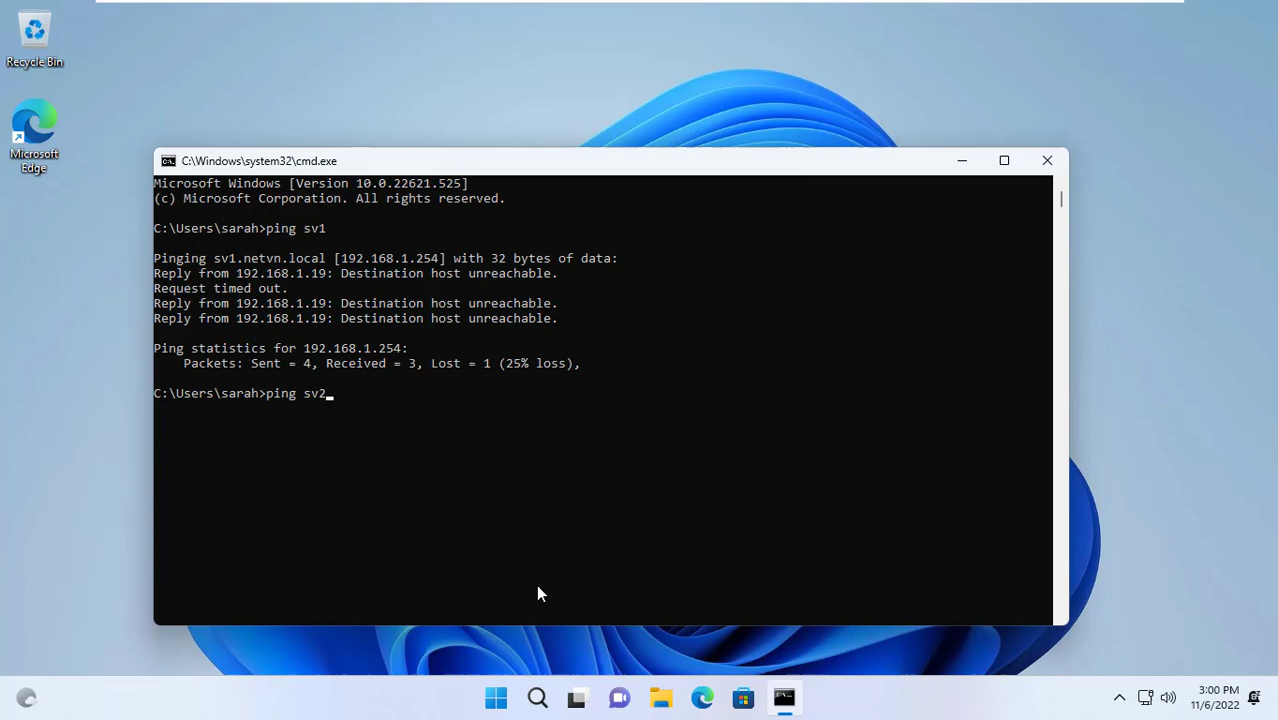 Recycle Bin
Microsoft
Edge
C:\Windows\system32\cmd.exe
Microsoft Windows [Version 10.0.22621.525]
(c) Microsoft Corporation. All rights reserved.
C:\Users\sarah>ping sv1
Pinging sv1.netvn.local [192.168.1.254] with 32 bytes of data:
Reply from 192.168.1.19: Destination host unreachable.
Request timed out.
Reply from 192.168.1.19: Destination host unreachable.
Reply from 192.168.1.19: Destination host unreachable.
Ping statistics for 192.168.1.254:
Packets: Sent = 4, Received = 3, Lost = 1 (25% loss),
C:\Users\sarah>ping sv2_
3:00 PM
11/6/2022